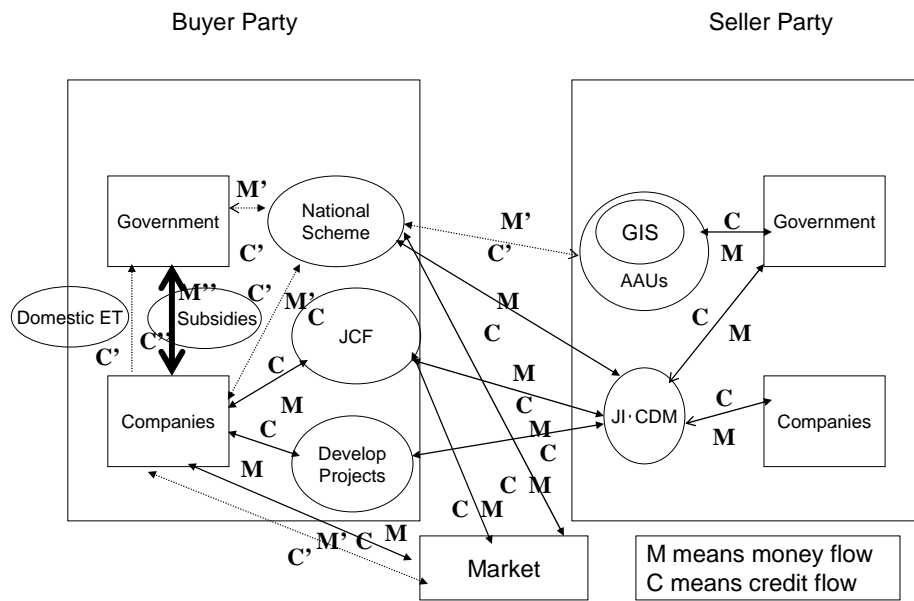 Buyer Party
Seller Party
Government
M’
National
Scheme
C’
M’
C’
GIS
AAUs
C
M
Government
Domestic ET
M’’
Subsidies
C’
M’
C
C’
C’’
JCF
M
C
C
M
C
M
Companies
C
M
Develop
Projects
C
M
M
C
M
C
JI·CDM
C
M
Companies
C
M
C
M
C’
M’
C
M
Market
M means money flow
C means credit flow